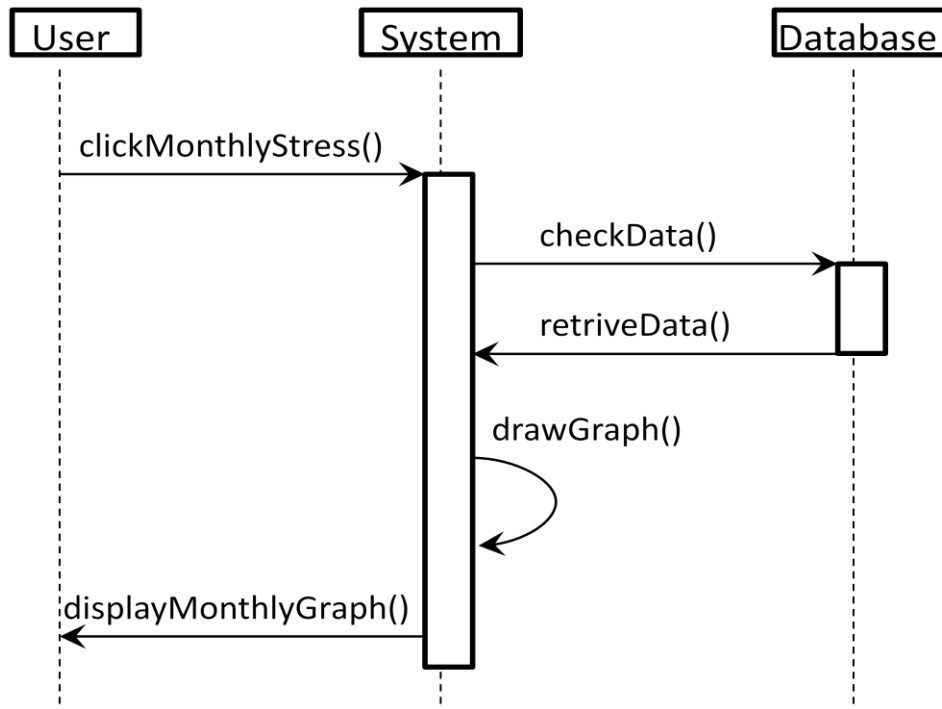 User
System
Database
clickMonthlyStress()
checkData()
retriveData()
drawGraph()
displayMonthlyGraph()